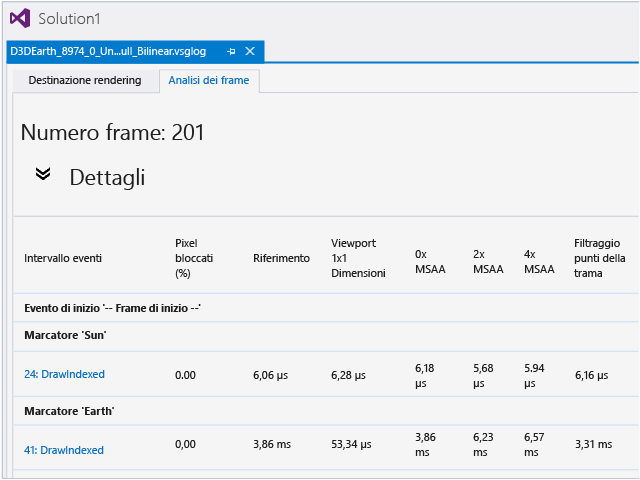 Solution1
D3DEarth_8974_0_Un...ull_Bilinear.vsglog
Destinazione rendering Analisi dei frame
Numero frame: 201
Dettagli
Intervallo eventi
Pixel
bloccati
(%)
Riferimento
Viewport
1x1
Dimensioni
0x
MSAA
2x
MSAA
4x
MSAA
Filtraggio
punti della
trama
Evento di inizio '-- Frame di inizio --'
Marcatore 'Sun'
24: DrawIndexed
0.00
6,06 µs
6,28 µs
6,18
µs
5,68
µs
5.94
µs
6,16 µs
Marcatore 'Earth'
41: DrawIndexed
0,00
3,86 ms
53,34 µs
3,86
ms
6,23
ms
6,57
ms
3,31 ms